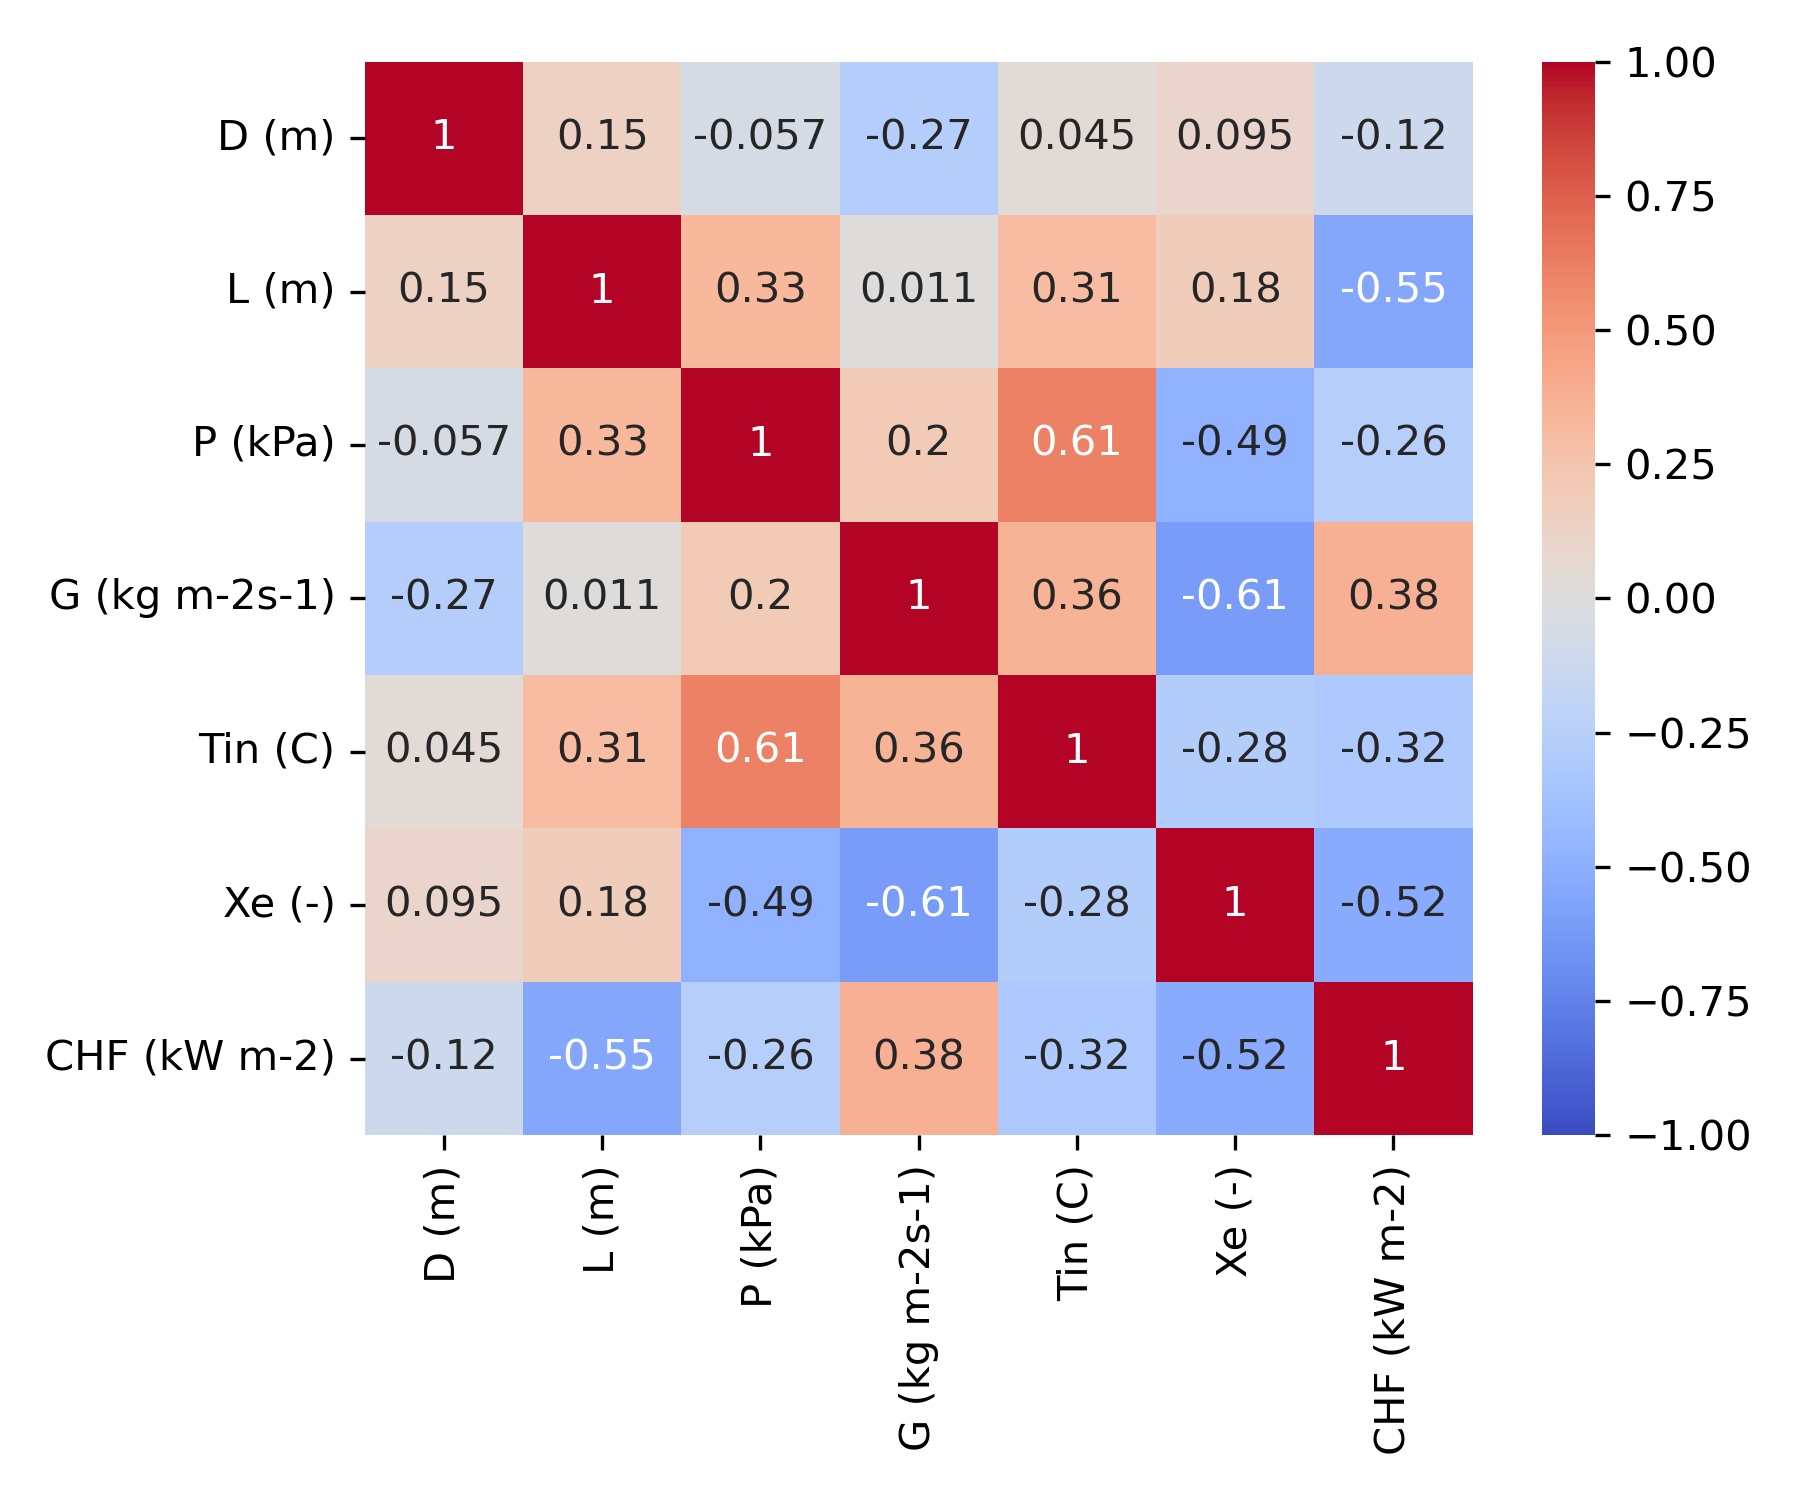 D (m) 1 0.15 -0.057 -0.27 0.045 0.095 -0.12
L (m) 0.15 1 0.33 0.011 0.31 0.18 -0.55
P (kPa) -0.057 0.33 1 0.2 0.61 -0.49 -0.26
G (kg m-2s-1) -0.27 0.011 0.2 1 0.36 -0.61 0.38
Tin (C) 0.045 0.31 0.61 0.36 1 -0.28 -0.32
Xe (-) 0.095 0.18 -0.49 -0.61 -0.28 1 -0.52
CHF (kW m-2) -0.12 -0.55 -0.26 0.38 -0.32 -0.52 1
D (m)
L (m)
P (kPa)
G (kg m-2s-1)
Tin (C)
Xe (-)
CHF (kW m-2)
1.00
0.75
0.50
0.25
0.00
−0.25
−0.50
−0.75
−1.00